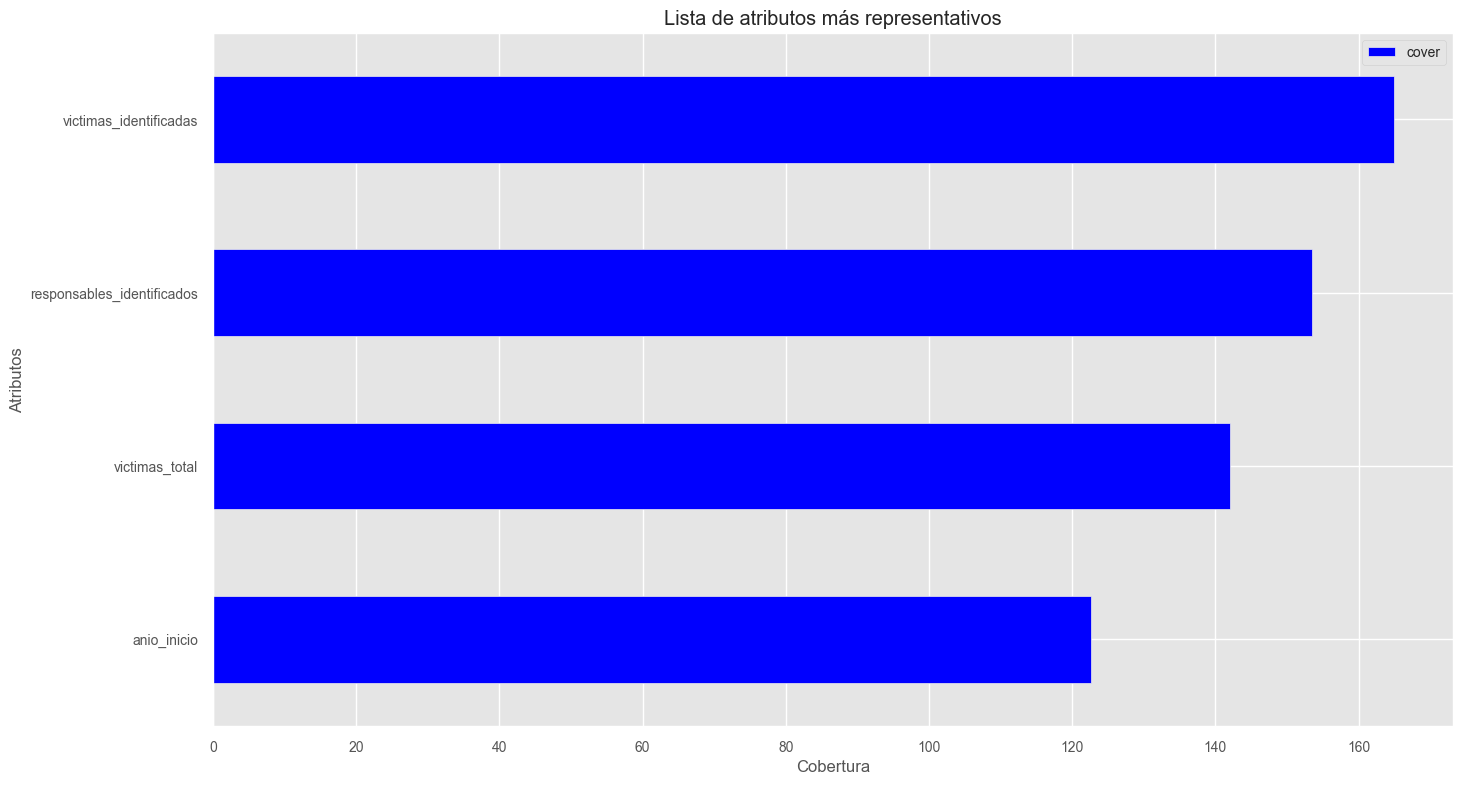 Lista de atributos más representativos
cover
victimas_identificadas
responsables_identificados
victimas_total
anio_inicio
Atributos
0 20 40 60 80 100 120 140 160
Cobertura